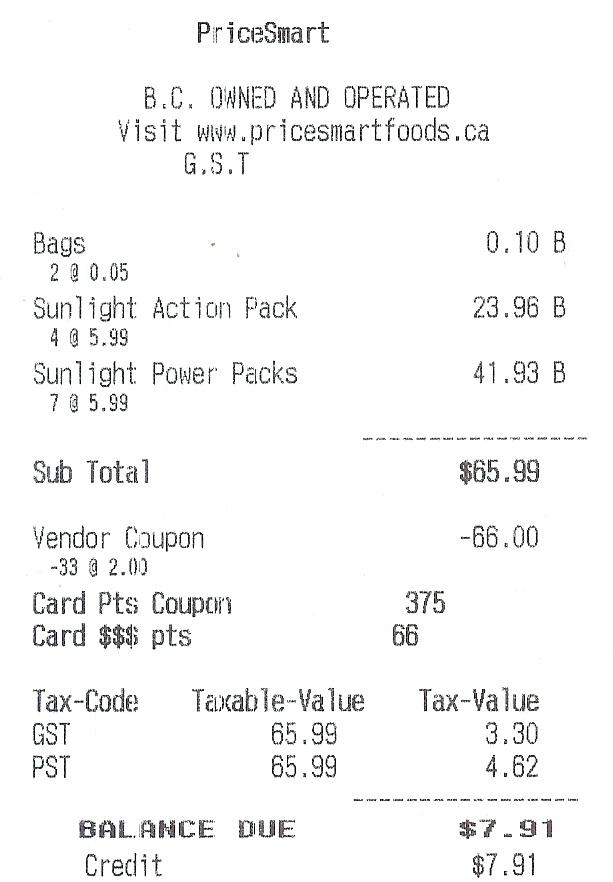 PriceSmart
B.C. OWNED AND OPERATED
Visit www.pricesmartfoods.ca
G.S.T
Bags 0.10 B
2 @ 0.05
Sunlight Action Pack 23.96 B
4 @ 5.99
Sunlight Power Packs 41.93 B
7 @ 5.99
Sub Total $65.99
Vendor Coupon -66.00
-33 @ 2.00
Card Pts Coupon 375
Card $$$ pts 66
Tax-Code Taxable-Value Tax-Value
GST 65.99 3.30
PST 65.99 4.62
BALANCE DUE $7.91
Credit $7.91